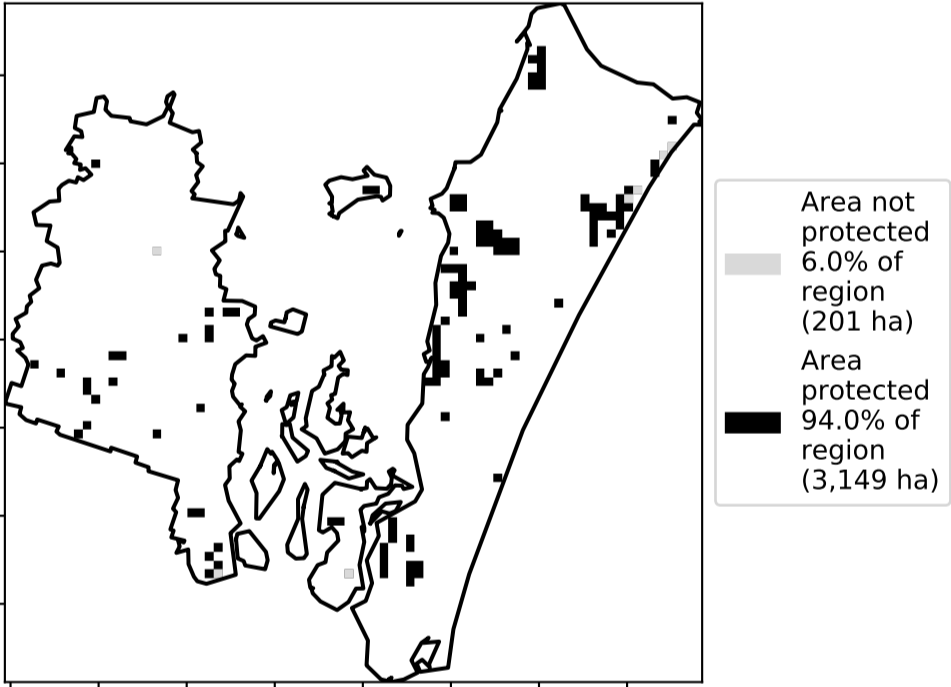 Area not
protected
6.0% of
region
(201 ha)
Area
protected
94.0% of
region
(3,149 ha)